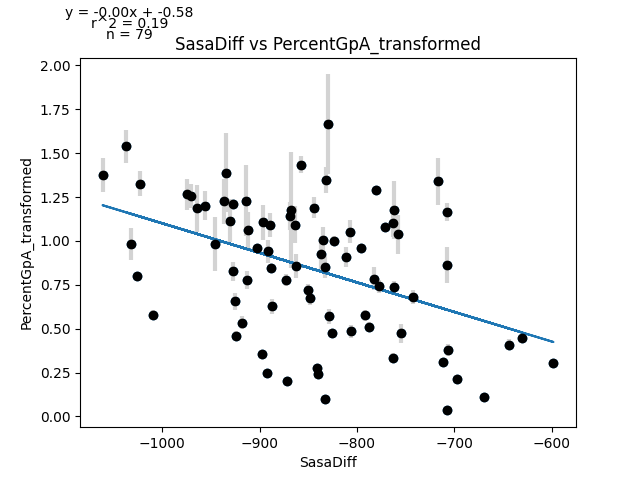 y = -0.00x + -0.58
r^2 = 0.19
n = 79
SasaDiff vs PercentGpA_transformed
2.00
1.75
1.50
1.25
1.00
0.75
0.50
0.25
0.00
PercentGpA_transformed
−1000
−900
−800
−700
−600
SasaDiff